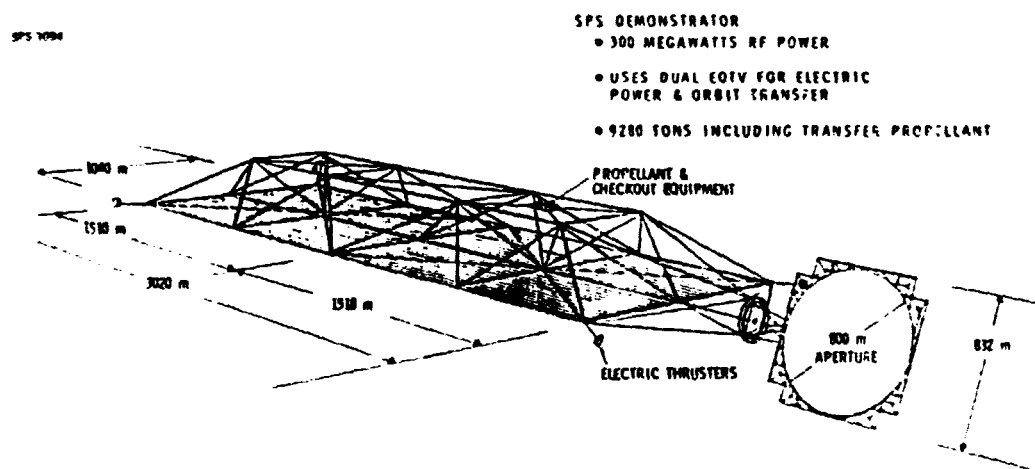 SPS DEMONSTRATOR
• 300 MEGAWATTS RF POWER
• USES DUAL EOTV FOR ELECTRIC
POWER & ORBIT TRANSFER
• 9280 TONS INCLUDING TRANSFER PROPELLANT
PROPELLANT &
CHECKOUT EQUIPMENT
1510 m
3020 m
1510 m
ELECTRIC THRUSTERS
800 m
APERTURE
832 m